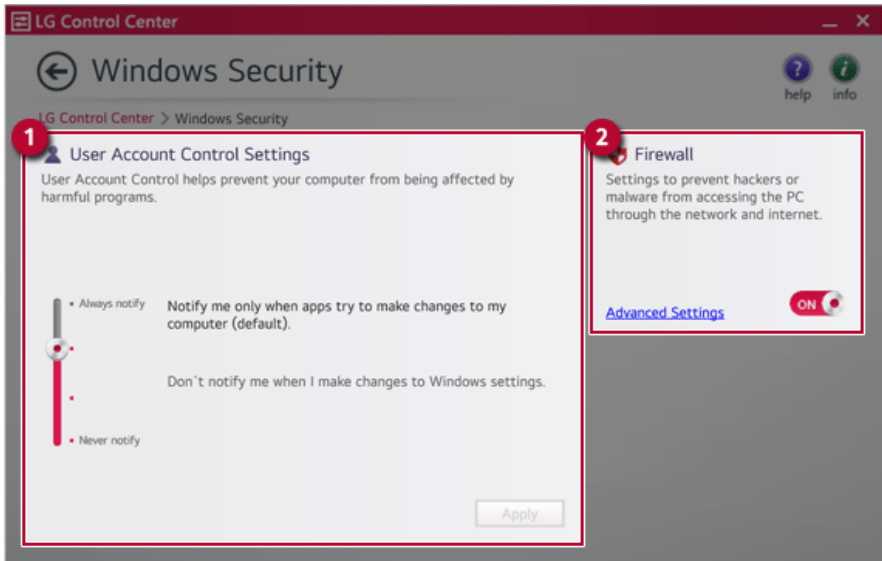 LG Control Center
Windows Security
? i
help info
LG Control Center > Windows Security
1
User Account Control Settings
User Account Control helps prevent your computer from being affected by
harmful programs.
Always notify
Notify me only when apps try to make changes to my
computer (default).
Don`t notify me when I make changes to Windows settings.
Never notify
Apply
2
Firewall
Settings to prevent hackers or
malware from accessing the PC
through the network and internet.
Advanced Settings
ON